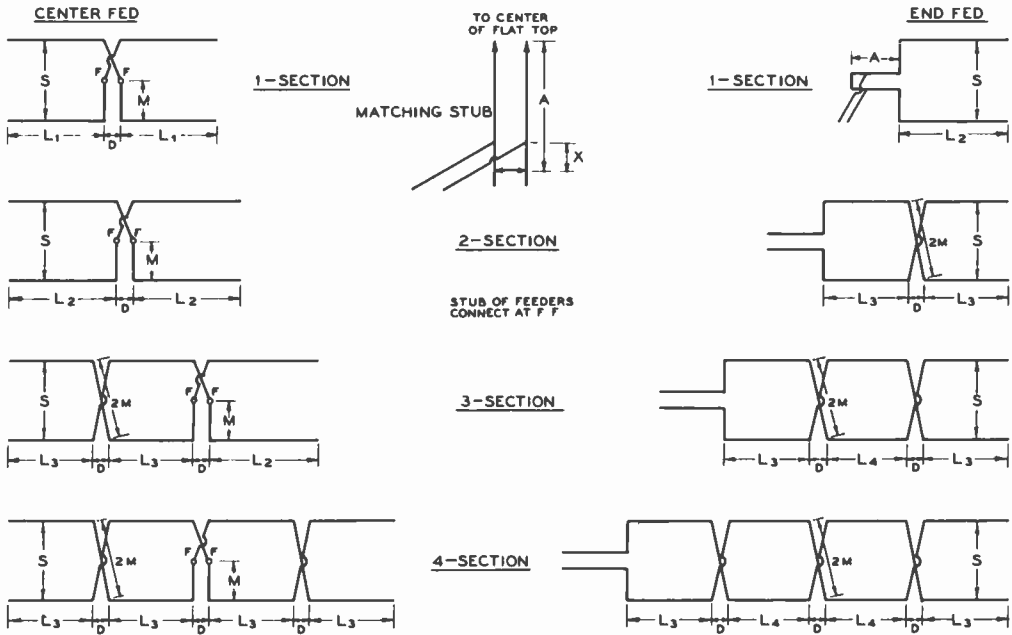 CENTER FED
TO CENTER
OF FLAT TOP
END FED
S
F F
M
L₁ D L₁
1-SECTION
MATCHING STUB
A
X
1-SECTION
A
S
L₂
S
F F
M
L₂ D L₂
2-SECTION
2M
S
L₃ D L₃
STUB OF FEEDERS
CONNECT AT F F
S
2M
F F
M
L₃ D L₃ D L₂
3-SECTION
2M
S
L₃ D L₄ D L₃
S
2M
F F
M
L₃ D L₃ D L₃ D L₃
4-SECTION
2M
S
L₃ D L₄ D L₄ D L₃